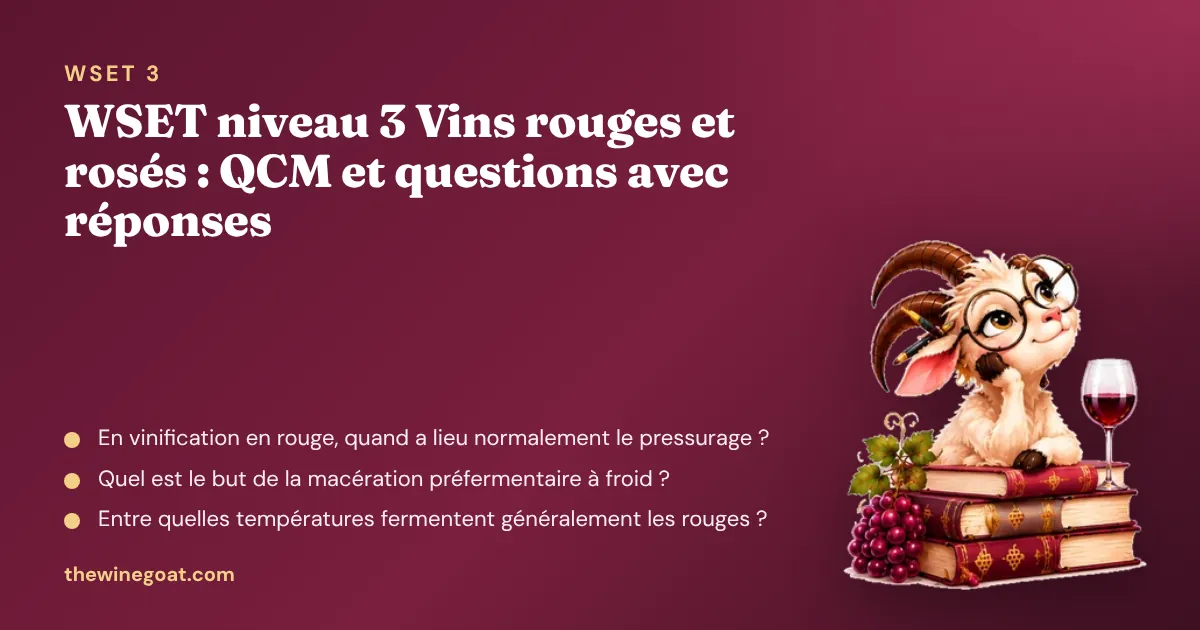 WSET 3
WSET niveau 3 Vins rouges et
rosés : QCM et questions avec
réponses
En vinification en rouge, quand a lieu normalement le pressurage ?
Quel est le but de la macération préfermentaire à froid ?
Entre quelles températures fermentent généralement les rouges ?
thewinegoat.com